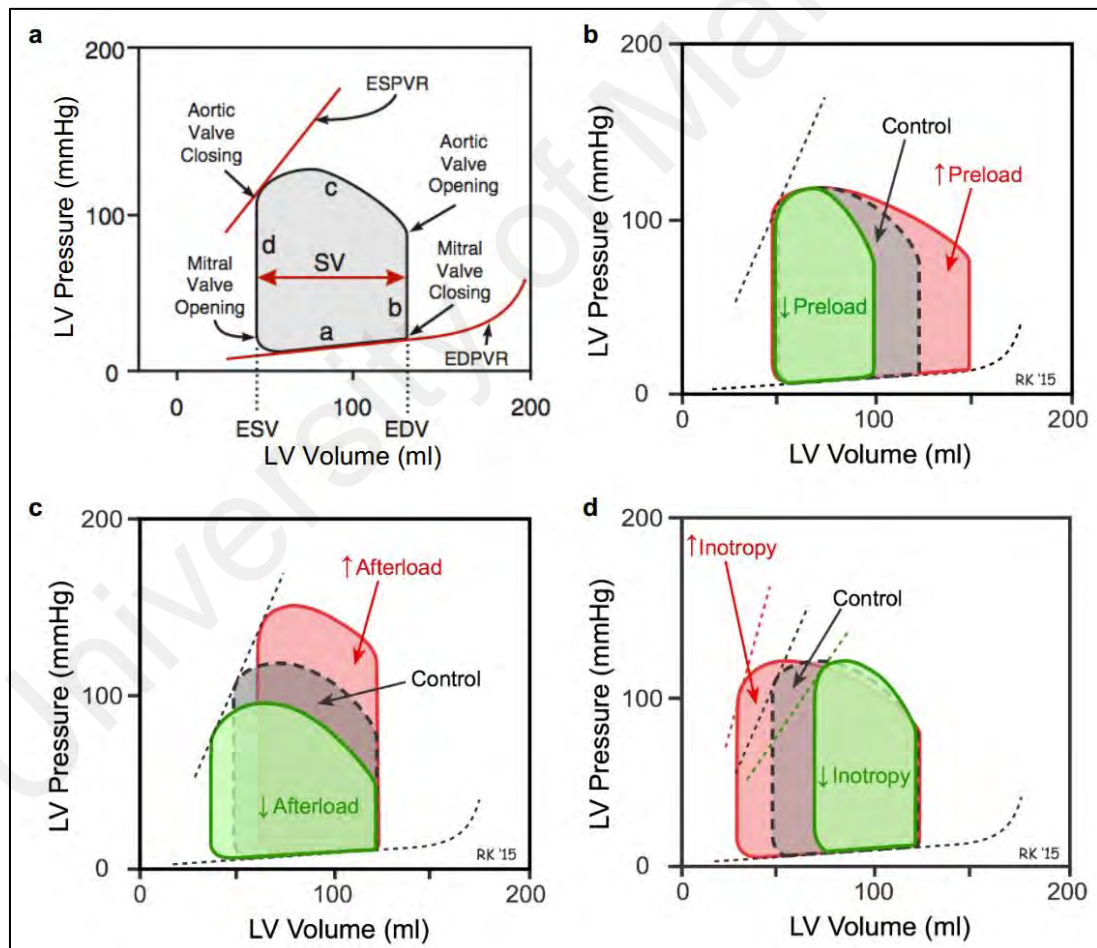 a
200
100
0
0
100
200
LV Pressure (mmHg)
LV Volume (ml)
ESPVR
Aortic
Valve
Closing
Aortic
Valve
Opening
c
d
SV
b
a
Mitral
Valve
Opening
Mitral
Valve
Closing
EDPVR
ESV
EDV
b
200
100
0
0
100
200
LV Pressure (mmHg)
LV Volume (ml)
Control
↑Preload
↓Preload
RK '15
c
200
100
0
0
100
200
LV Pressure (mmHg)
LV Volume (ml)
↑Afterload
Control
↓Afterload
RK '15
d
200
100
0
0
100
200
LV Pressure (mmHg)
LV Volume (ml)
↑Inotropy
Control
↓Inotropy
RK '15
University of Ma